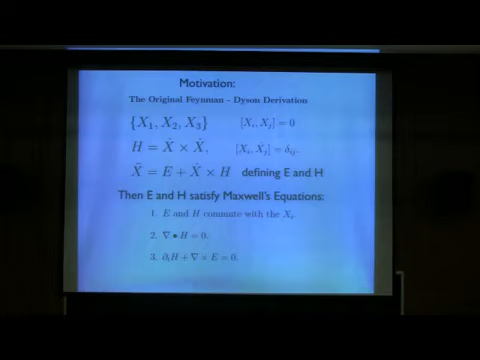 Motivation:
The Original Feynman – Dyson Derivation
{X₁, X₂, X₃} [Xᵢ, Xⱼ] = 0
H = Ẋ × Ẋ, [Xᵢ, Ẋⱼ] = δᵢⱼ.
Ẍ = E + Ẋ × H defining E and H
Then E and H satisfy Maxwell's Equations:
1. E and H commute with the Xᵢ.
2. ∇ • H = 0.
3. ∂ₜH + ∇ × E = 0.